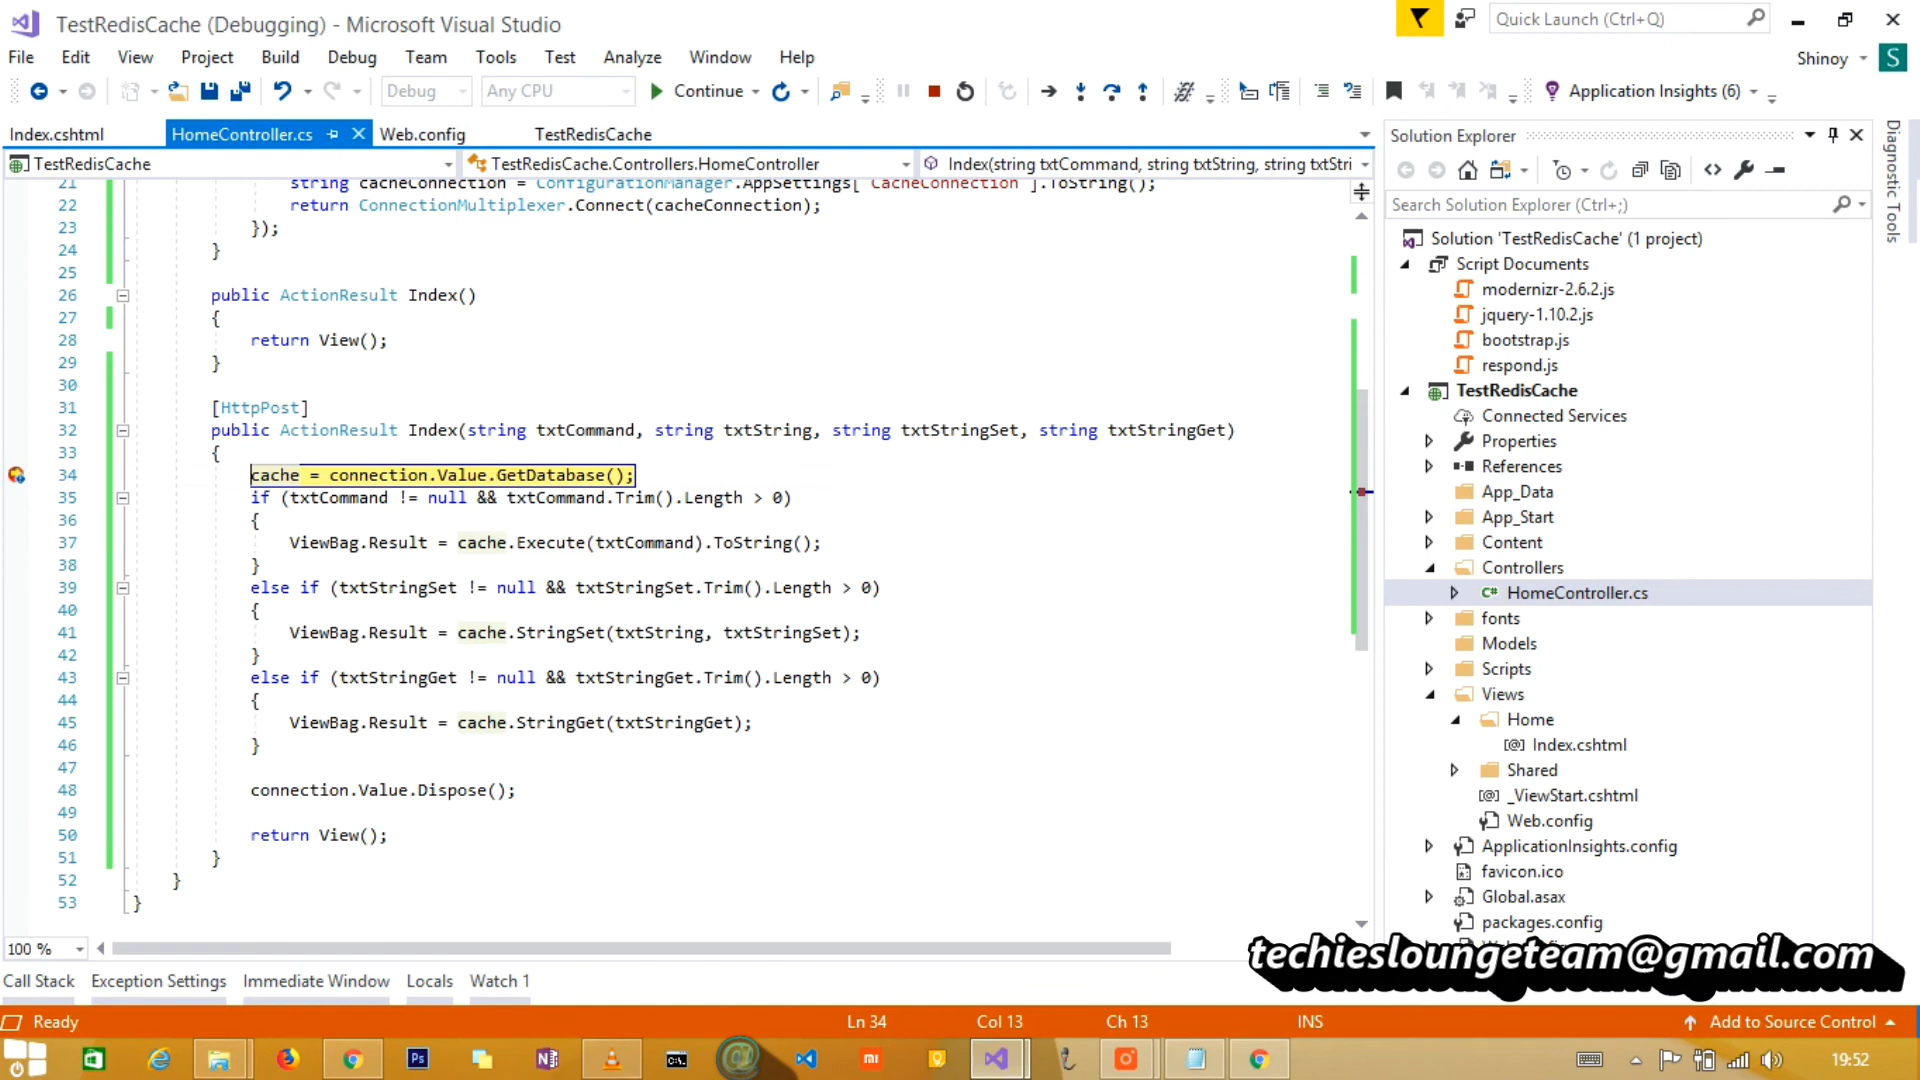 TestRedisCache (Debugging) - Microsoft Visual Studio
Quick Launch (Ctrl+Q)
File Edit View Project Build Debug Team Tools Test Analyze Window Help
Shinoy S
Debug Any CPU Continue Application Insights (6)
Index.cshtml HomeController.cs Web.config TestRedisCache
TestRedisCache TestRedisCache.Controllers.HomeController Index(string txtCommand, string txtString, string txtStri
21 string cacheConnection = ConfigurationManager.AppSettings["CacheConnection"].ToString();
22 return ConnectionMultiplexer.Connect(cacheConnection);
23 });
24 }
25
26 public ActionResult Index()
27 {
28 return View();
29 }
30
31 [HttpPost]
32 public ActionResult Index(string txtCommand, string txtString, string txtStringSet, string txtStringGet)
33 {
34 cache = connection.Value.GetDatabase();
35 if (txtCommand != null && txtCommand.Trim().Length > 0)
36 {
37 ViewBag.Result = cache.Execute(txtCommand).ToString();
38 }
39 else if (txtStringSet != null && txtStringSet.Trim().Length > 0)
40 {
41 ViewBag.Result = cache.StringSet(txtString, txtStringSet);
42 }
43 else if (txtStringGet != null && txtStringGet.Trim().Length > 0)
44 {
45 ViewBag.Result = cache.StringGet(txtStringGet);
46 }
47
48 connection.Value.Dispose();
49
50 return View();
51 }
52 }
53 }
100 %
Solution Explorer
Search Solution Explorer (Ctrl+;)
Solution 'TestRedisCache' (1 project)
Script Documents
modernizr-2.6.2.js
jquery-1.10.2.js
bootstrap.js
respond.js
TestRedisCache
Connected Services
Properties
References
App_Data
App_Start
Content
Controllers
C# HomeController.cs
fonts
Models
Scripts
Views
Home
[@] Index.cshtml
Shared
[@] _ViewStart.cshtml
Web.config
ApplicationInsights.config
favicon.ico
Global.asax
packages.config
Diagnostic Tools
techiesloungeteam@gmail.com
Call Stack Exception Settings Immediate Window Locals Watch 1
Ready Ln 34 Col 13 Ch 13 INS Add to Source Control
19:52